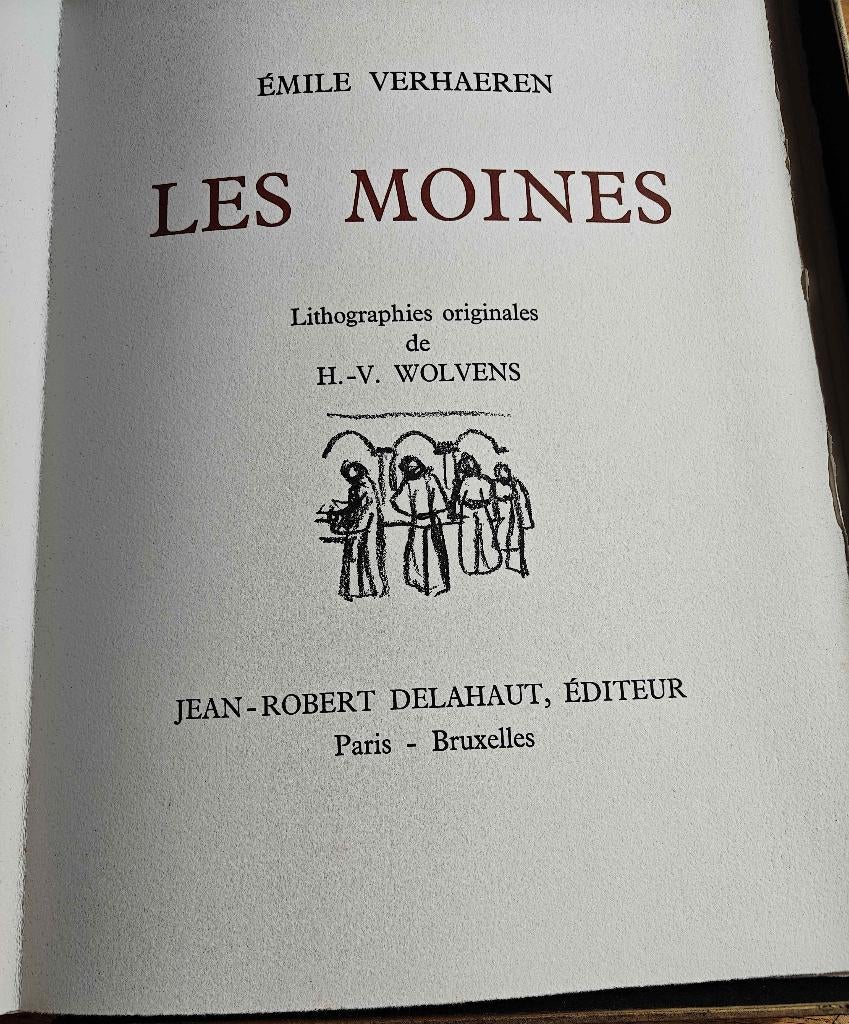 ÉMILE VERHAEREN
LES MOINES
Lithographies originales
de
H.-V. WOLVENS
JEAN-ROBERT DELAHAUT, ÉDITEUR
Paris - Bruxelles